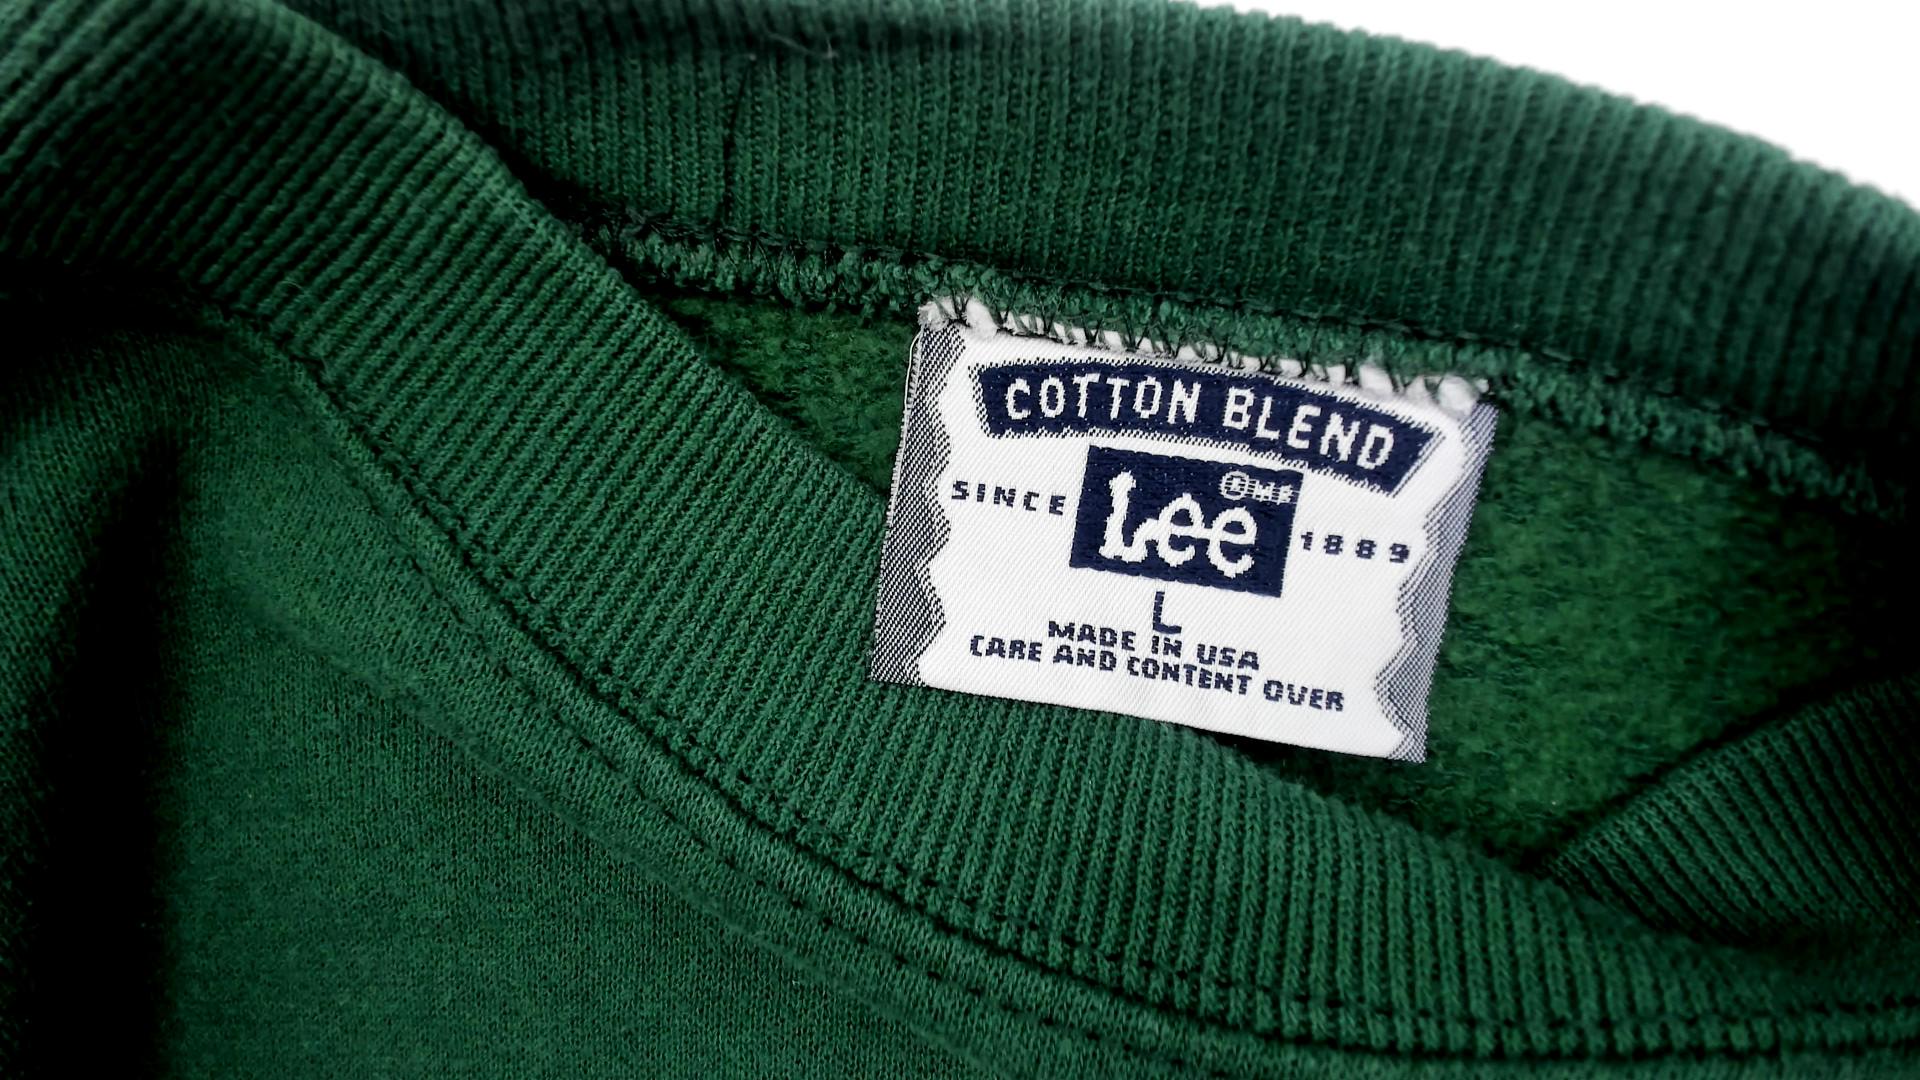 COTTON BLEND
SINCE Lee ® 1889
L
MADE IN USA
CARE AND CONTENT OVER